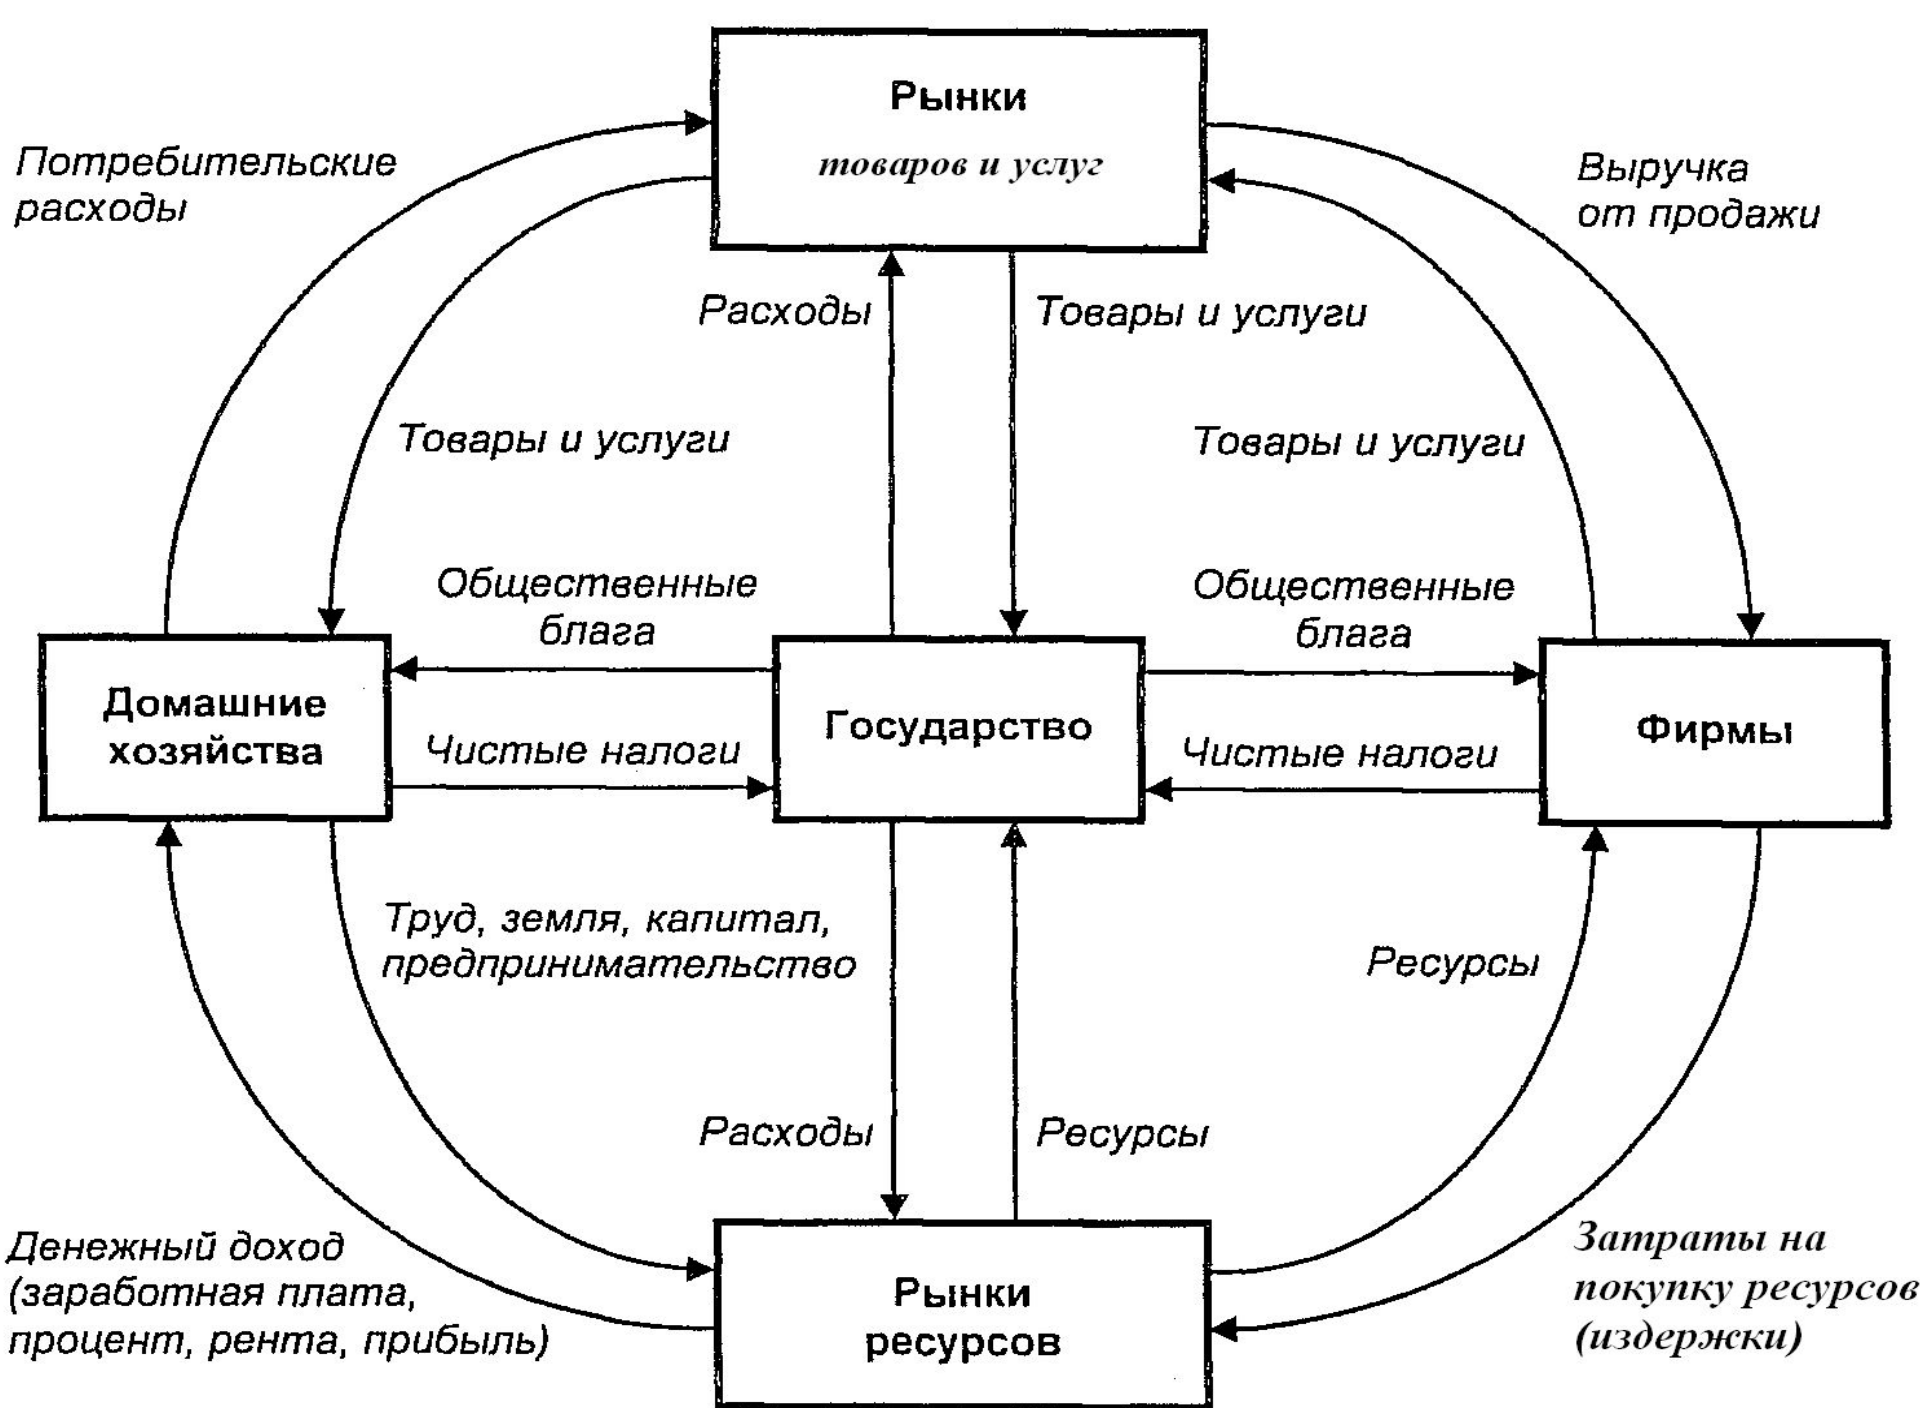 Рынки
товаров и услуг
Потребительские
расходы
Выручка
от продажи
Расходы
Товары и услуги
Товары и услуги
Товары и услуги
Общественные
блага
Общественные
блага
Домашние
хозяйства
Чистые налоги
Государство
Чистые налоги
Фирмы
Труд, земля, капитал,
предпринимательство
Ресурсы
Расходы
Ресурсы
Денежный доход
(заработная плата,
процент, рента, прибыль)
Рынки
ресурсов
Затраты на
покупку ресурсов
(издержки)